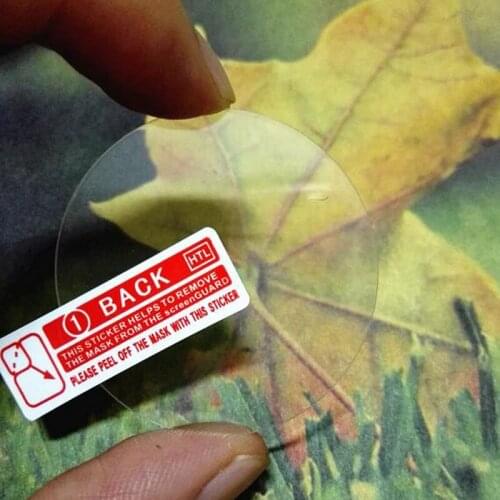 ① BACK HTL
THIS STICKER HELPS TO REMOVE
THE MASK FROM THE screenGUARD
PLEASE PEEL OFF THE MASK WITH THIS STICKER